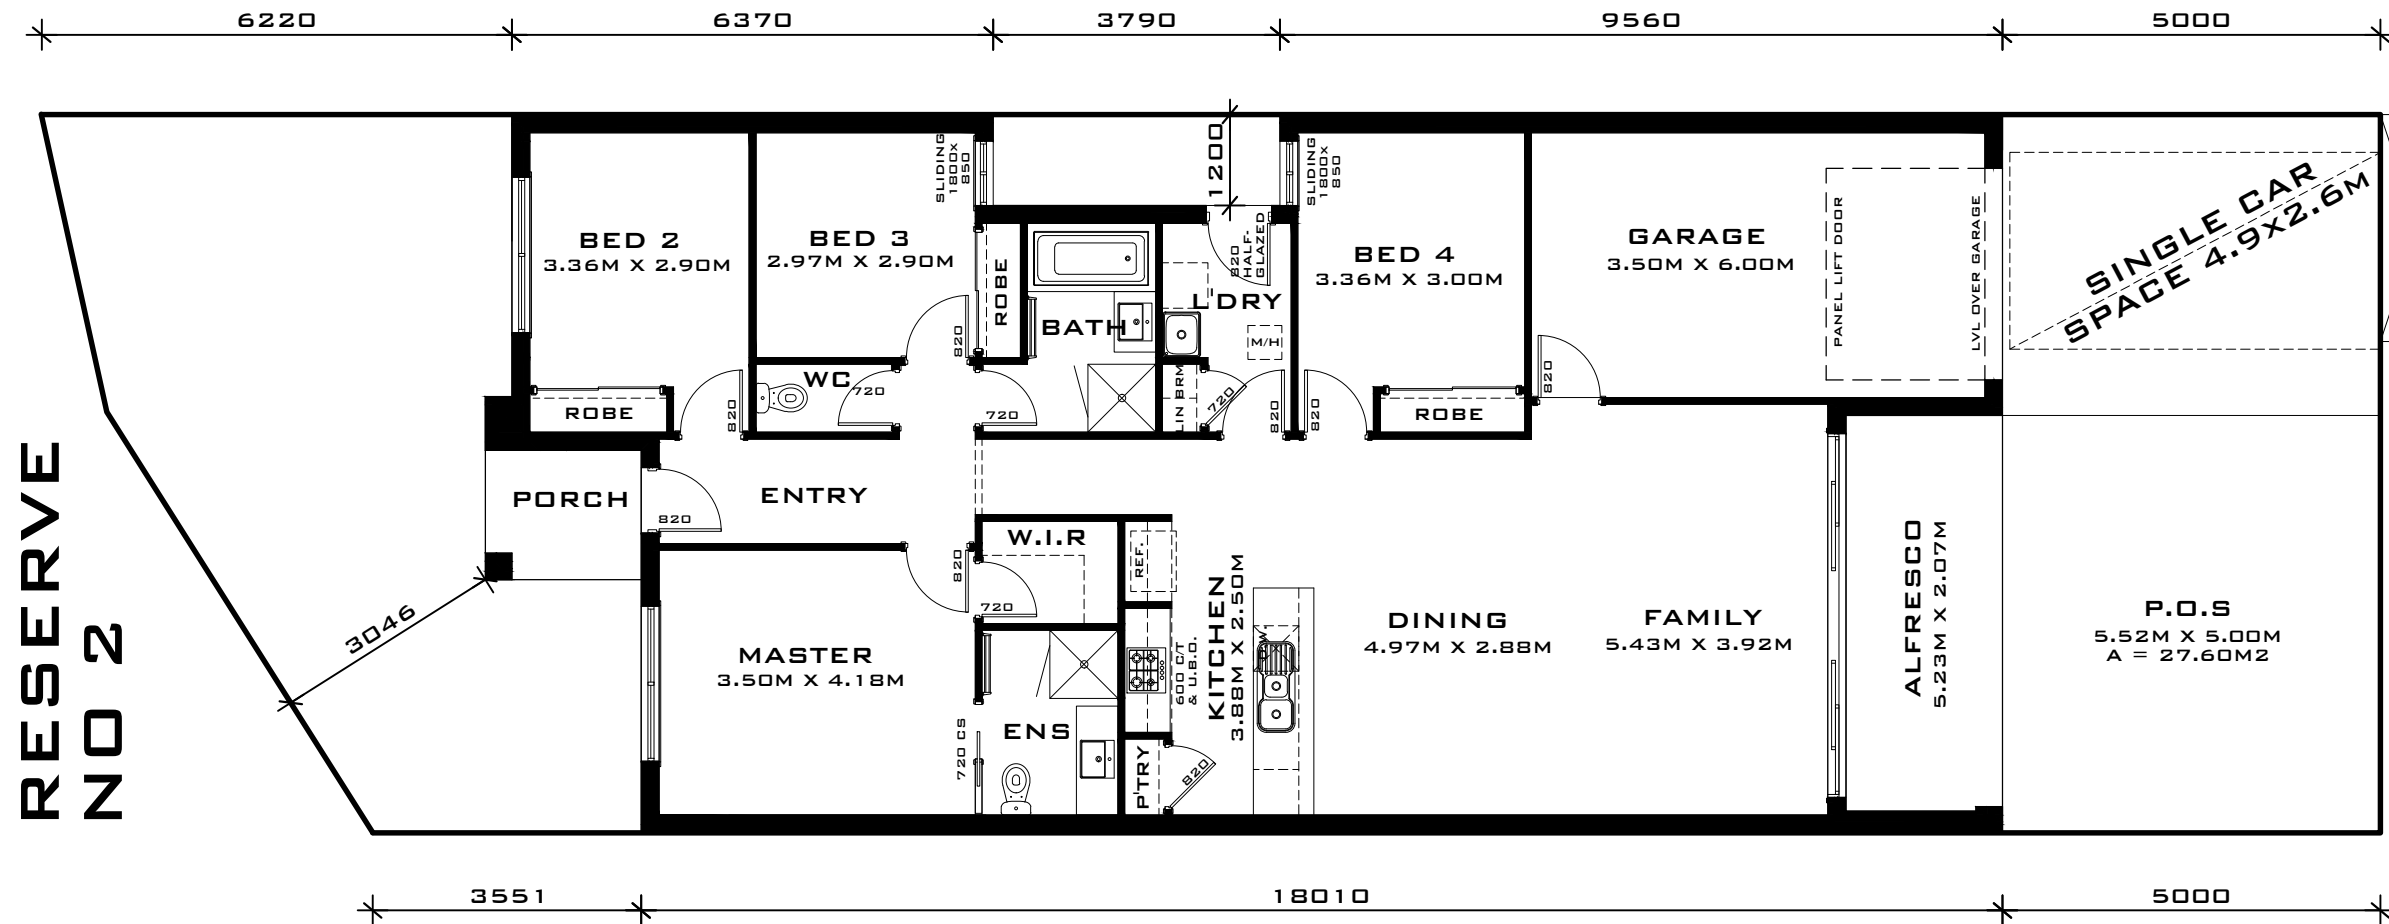 6220
6370
3790
9560
5000
RESERVE
NO 2
1200
SLIDING
1800x
850
SLIDING
1800x
850
BED 2
3.36M X 2.90M
BED 3
2.97M X 2.90M
ROBE
820
BATH
820
HALF-
GLAZED
L'DRY
M/H
BED 4
3.36M X 3.00M
GARAGE
3.50M X 6.00M
PANEL LIFT DOOR
LVL OVER GARAGE
SINGLE CAR
SPACE 4.9X2.6M
WC
720
720
LIN BRM
720
820
820
820
ROBE
820
ROBE
PORCH
820
ENTRY
W.I.R
820
720
REF.
3046
MASTER
3.50M X 4.18M
720 CS
ENS
600 C/T
& U.B.O.
KITCHEN
3.88M X 2.50M
P'TRY
820
DINING
4.97M X 2.88M
FAMILY
5.43M X 3.92M
ALFRESCO
5.23M X 2.07M
P.O.S
5.52M X 5.00M
A = 27.60M2
3551
18010
5000